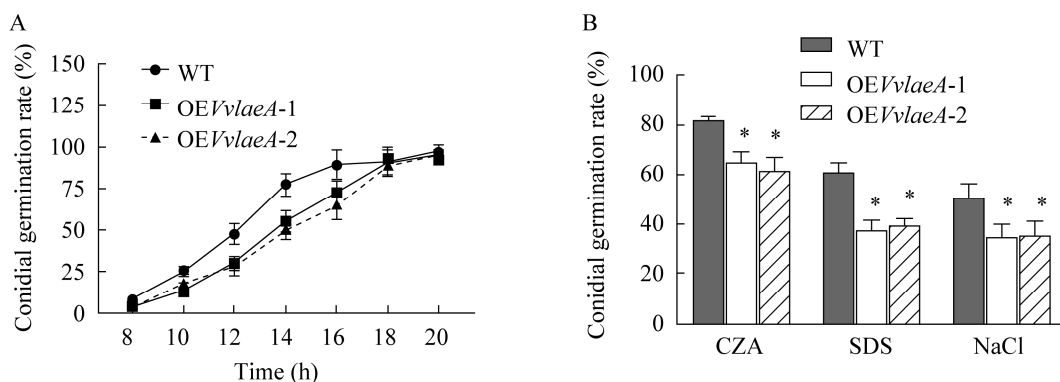 A
Conidial germination rate (%)
150
125
100
75
50
25
0
WT
OEVvlaeA-1
OEVvlaeA-2
8 10 12 14 16 18 20
Time (h)
B
Conidial germination rate (%)
100
80
60
40
60
0
WT
OEVvlaeA-1
OEVvlaeA-2
* * * * * *
CZA SDS NaCl